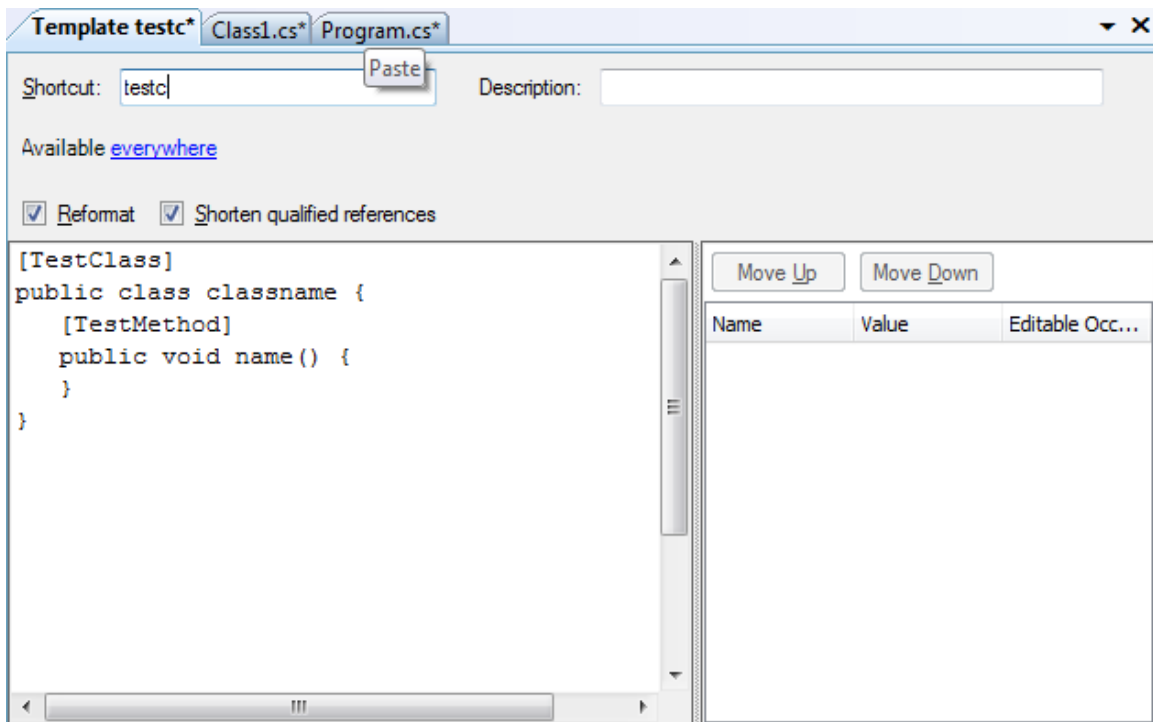 Template testc* Class1.cs* Program.cs*
Paste
Shortcut: testc Description:
Available everywhere
Reformat Shorten qualified references
[TestClass]
public class classname {
[TestMethod]
public void name() {
}
}
Move Up Move Down
Name Value Editable Occ...